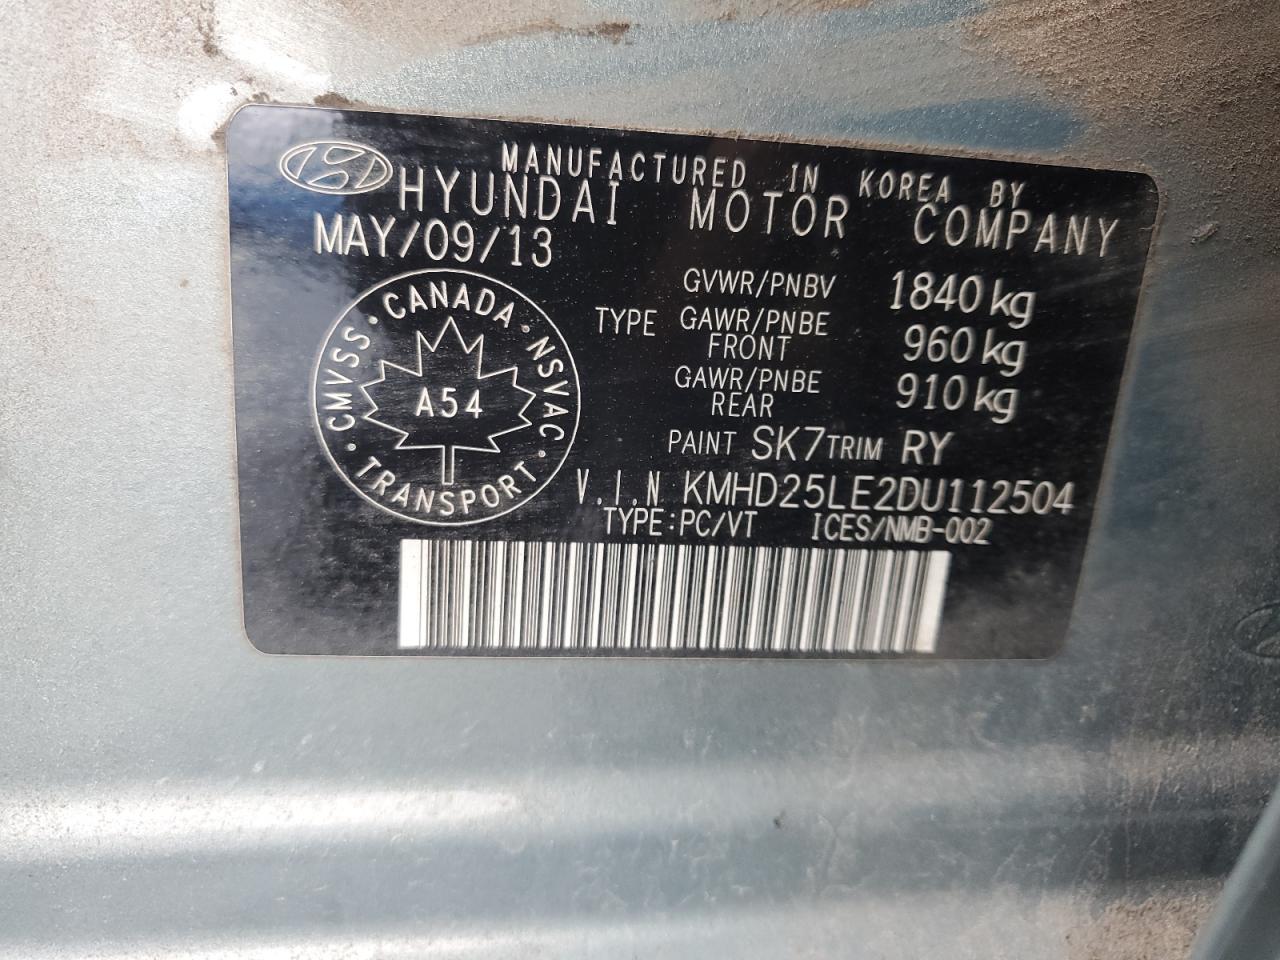 MANUFACTURED IN KOREA BY
HYUNDAI MOTOR COMPANY
MAY/09/13
GVWR/PNBV 1840 kg
TYPE GAWR/PNBE FRONT 960 kg
GAWR/PNBE REAR 910 kg
PAINT SK7 TRIM RY
V.I.N KMHD25LE2DU112504
TYPE:PC/VT ICES/NMB-002
CMVSS · CANADA · NSVAC · TRANSPORT ·
A54